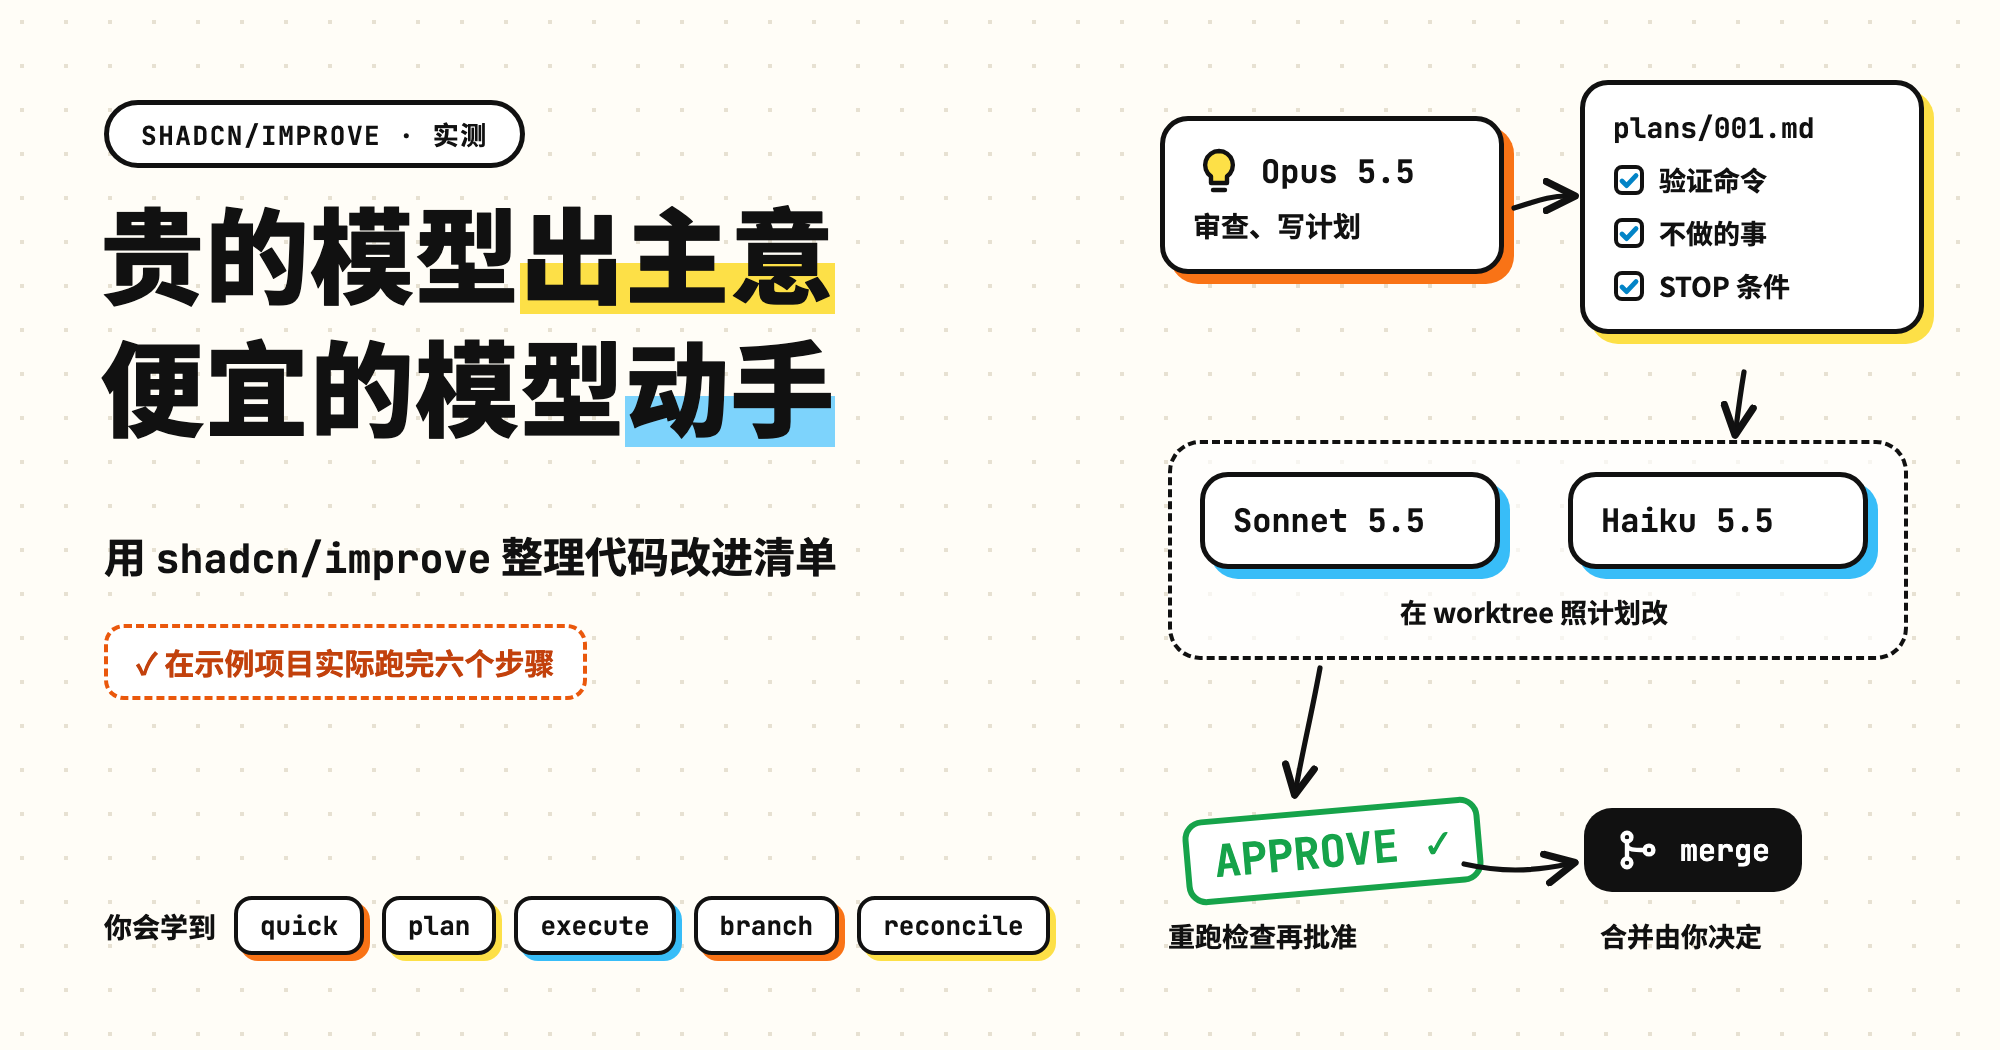 SHADCN/IMPROVE · 实测
贵的模型出主意
便宜的模型动手
用 shadcn/improve 整理代码改进清单
✓ 在示例项目实际跑完六个步骤
你会学到 quick plan execute branch reconcile
Opus 5.5
审查、写计划
plans/001.md
验证命令
不做的事
STOP 条件
Sonnet 5.5
Haiku 5.5
在 worktree 照计划改
APPROVE ✓
重跑检查再批准
merge
合并由你决定